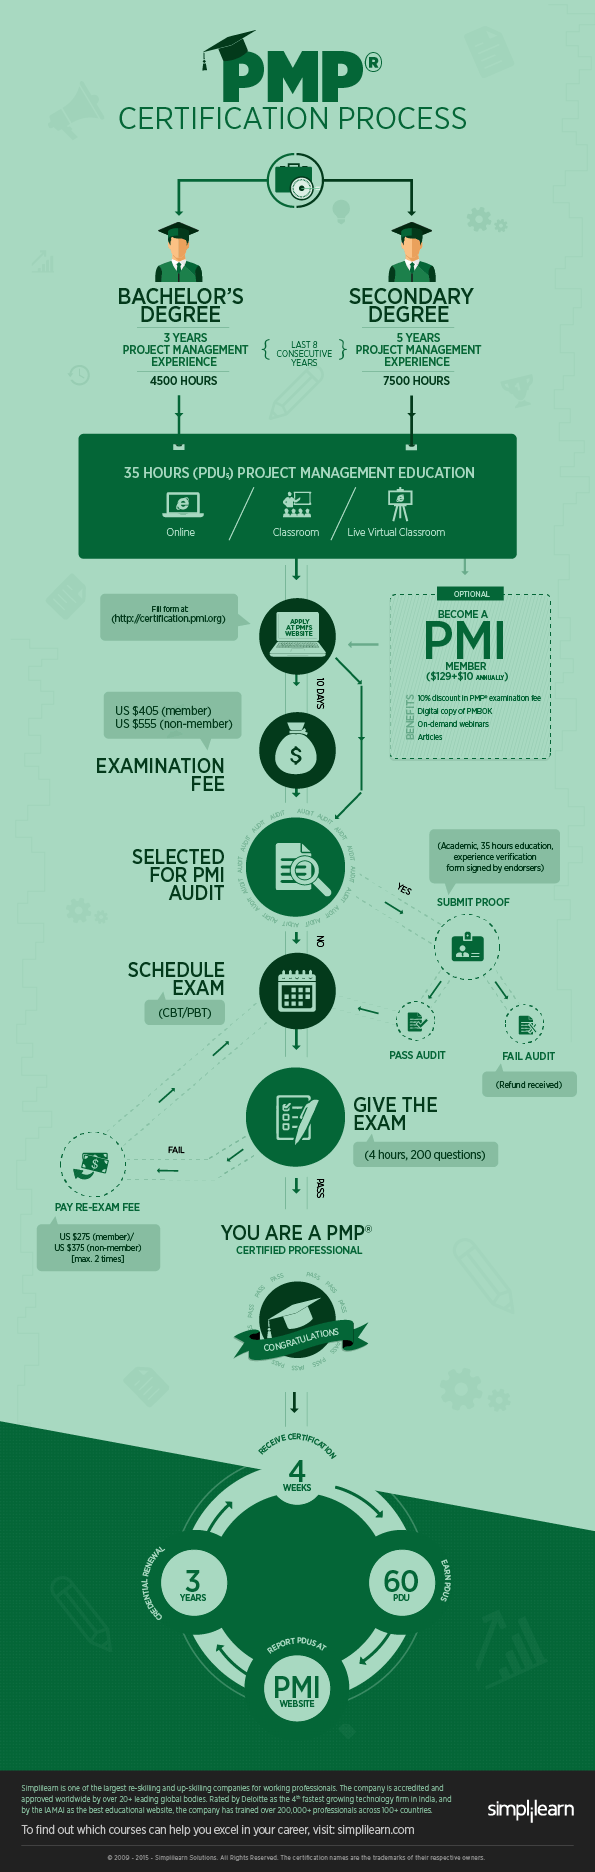 PMP®
CERTIFICATION PROCESS
BACHELOR'S
DEGREE
3 YEARS
PROJECT MANAGEMENT
EXPERIENCE
4500 HOURS
{ LAST 8
CONSECUTIVE
YEARS }
SECONDARY
DEGREE
5 YEARS
PROJECT MANAGEMENT
EXPERIENCE
7500 HOURS
35 HOURS (PDUs) PROJECT MANAGEMENT EDUCATION
Online
Classroom
Live Virtual Classroom
Fill form at:
(http://certification.pmi.org)
APPLY
AT PMI'S
WEBSITE
OPTIONAL
BECOME A
PMI
MEMBER
($129+$10 ANNUALLY)
BENEFITS
10% discount in PMP® examination fee
Digital copy of PMBOK
On-demand webinars
Articles
10 DAYS
US $405 (member)
US $555 (non-member)
EXAMINATION
FEE
$
SELECTED
FOR PMI
AUDIT
AUDIT AUDIT AUDIT AUDIT AUDIT AUDIT AUDIT AUDIT AUDIT AUDIT AUDIT AUDIT AUDIT AUDIT AUDIT
YES
(Academic, 35 hours education,
experience verification
form signed by endorsers)
SUBMIT PROOF
NO
SCHEDULE
EXAM
(CBT/PBT)
PASS AUDIT
FAIL AUDIT
(Refund received)
GIVE THE
EXAM
(4 hours, 200 questions)
FAIL
$
PAY RE-EXAM FEE
US $275 (member)/
US $375 (non-member)
[max. 2 times]
PASS
YOU ARE A PMP®
CERTIFIED PROFESSIONAL
PASS PASS PASS PASS PASS PASS PASS PASS PASS PASS PASS
CONGRATULATIONS
RECEIVE CERTIFICATION
4
WEEKS
CREDENTIAL RENEWAL
3
YEARS
60
PDU
EARN PDUS
REPORT PDUS AT
PMI
WEBSITE
Simplilearn is one of the largest re-skilling and up-skilling companies for working professionals. The company is accredited and
approved worldwide by over 20+ leading global bodies. Rated by Deloitte as the 4th fastest growing technology firm in India, and
by the IAMAI as the best educational website, the company has trained over 200,000+ professionals across 100+ countries.
To find out which courses can help you excel in your career, visit: simplilearn.com
simplilearn
© 2009 - 2015 - Simplilearn Solutions. All Rights Reserved. The certification names are the trademarks of their respective owners.